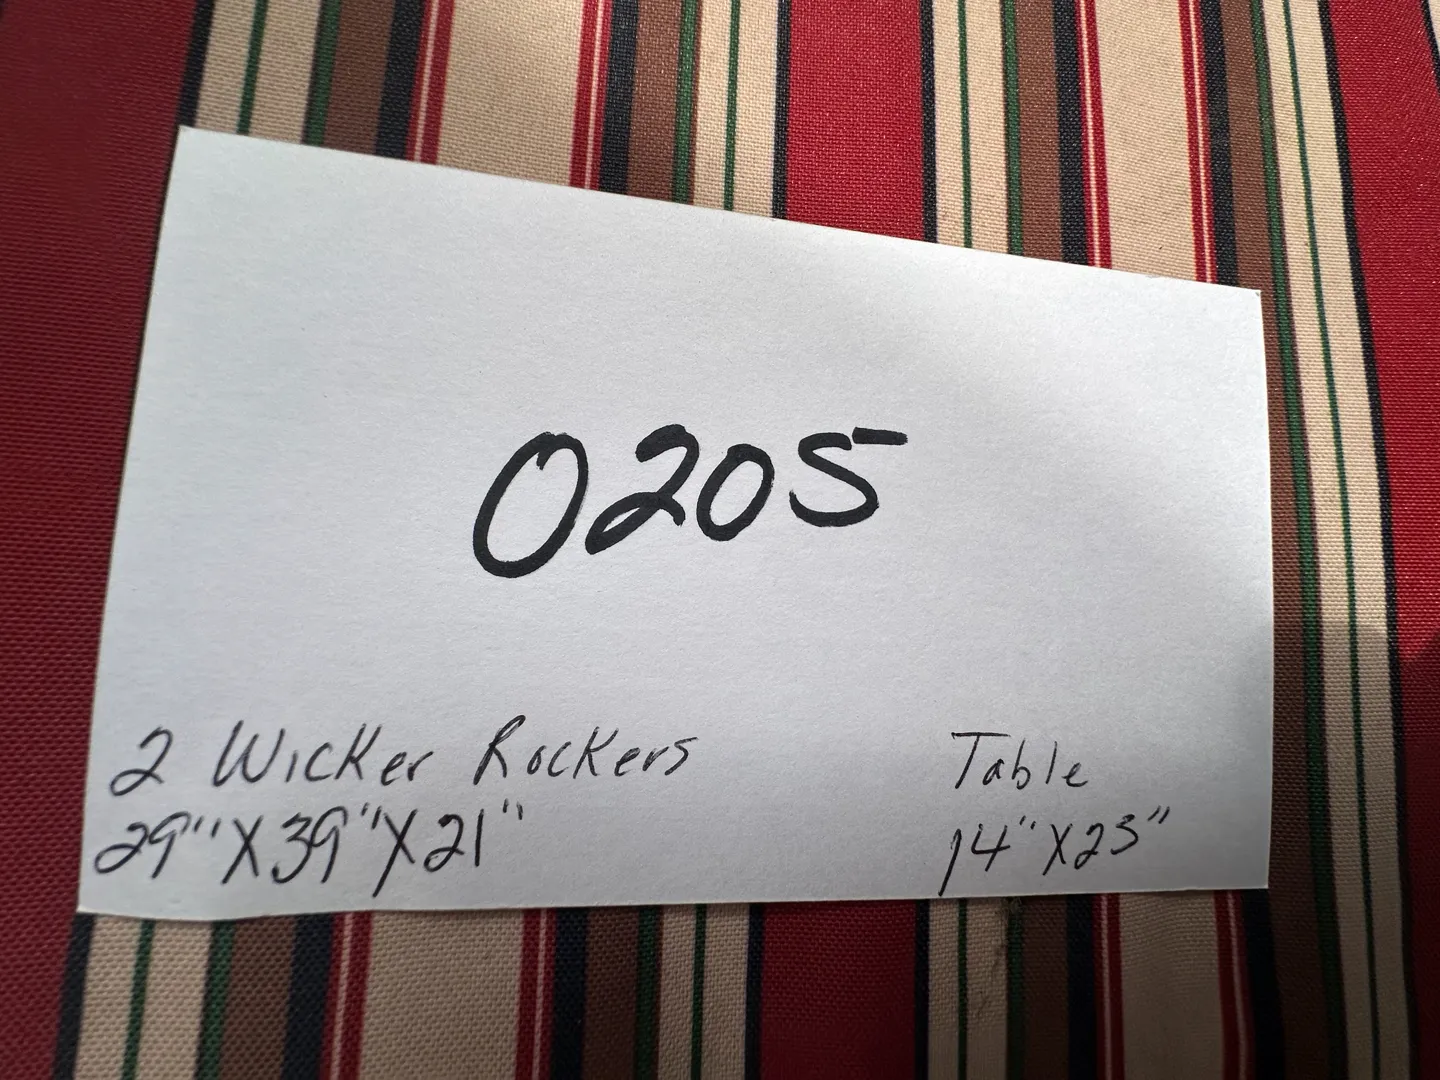 0205
2 Wicker Rockers
29"X39"X21"
Table
14"X23"